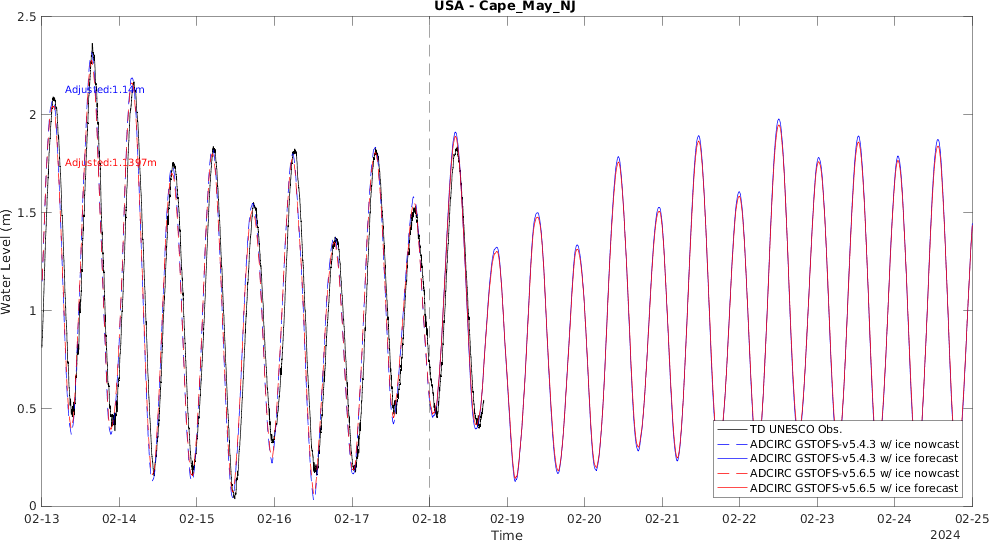 USA - Cape_May_NJ
2.5
2
1.5
1
0.5
0
Water Level (m)
Adjusted:1.14m
Adjusted:1.1397m
TD UNESCO Obs.
ADCIRC GSTOFS-v5.4.3 w/ ice nowcast
ADCIRC GSTOFS-v5.4.3 w/ ice forecast
ADCIRC GSTOFS-v5.6.5 w/ ice nowcast
ADCIRC GSTOFS-v5.6.5 w/ ice forecast
02-13 02-14 02-15 02-16 02-17 02-18 02-19 02-20 02-21 02-22 02-23 02-24 02-25
Time
2024